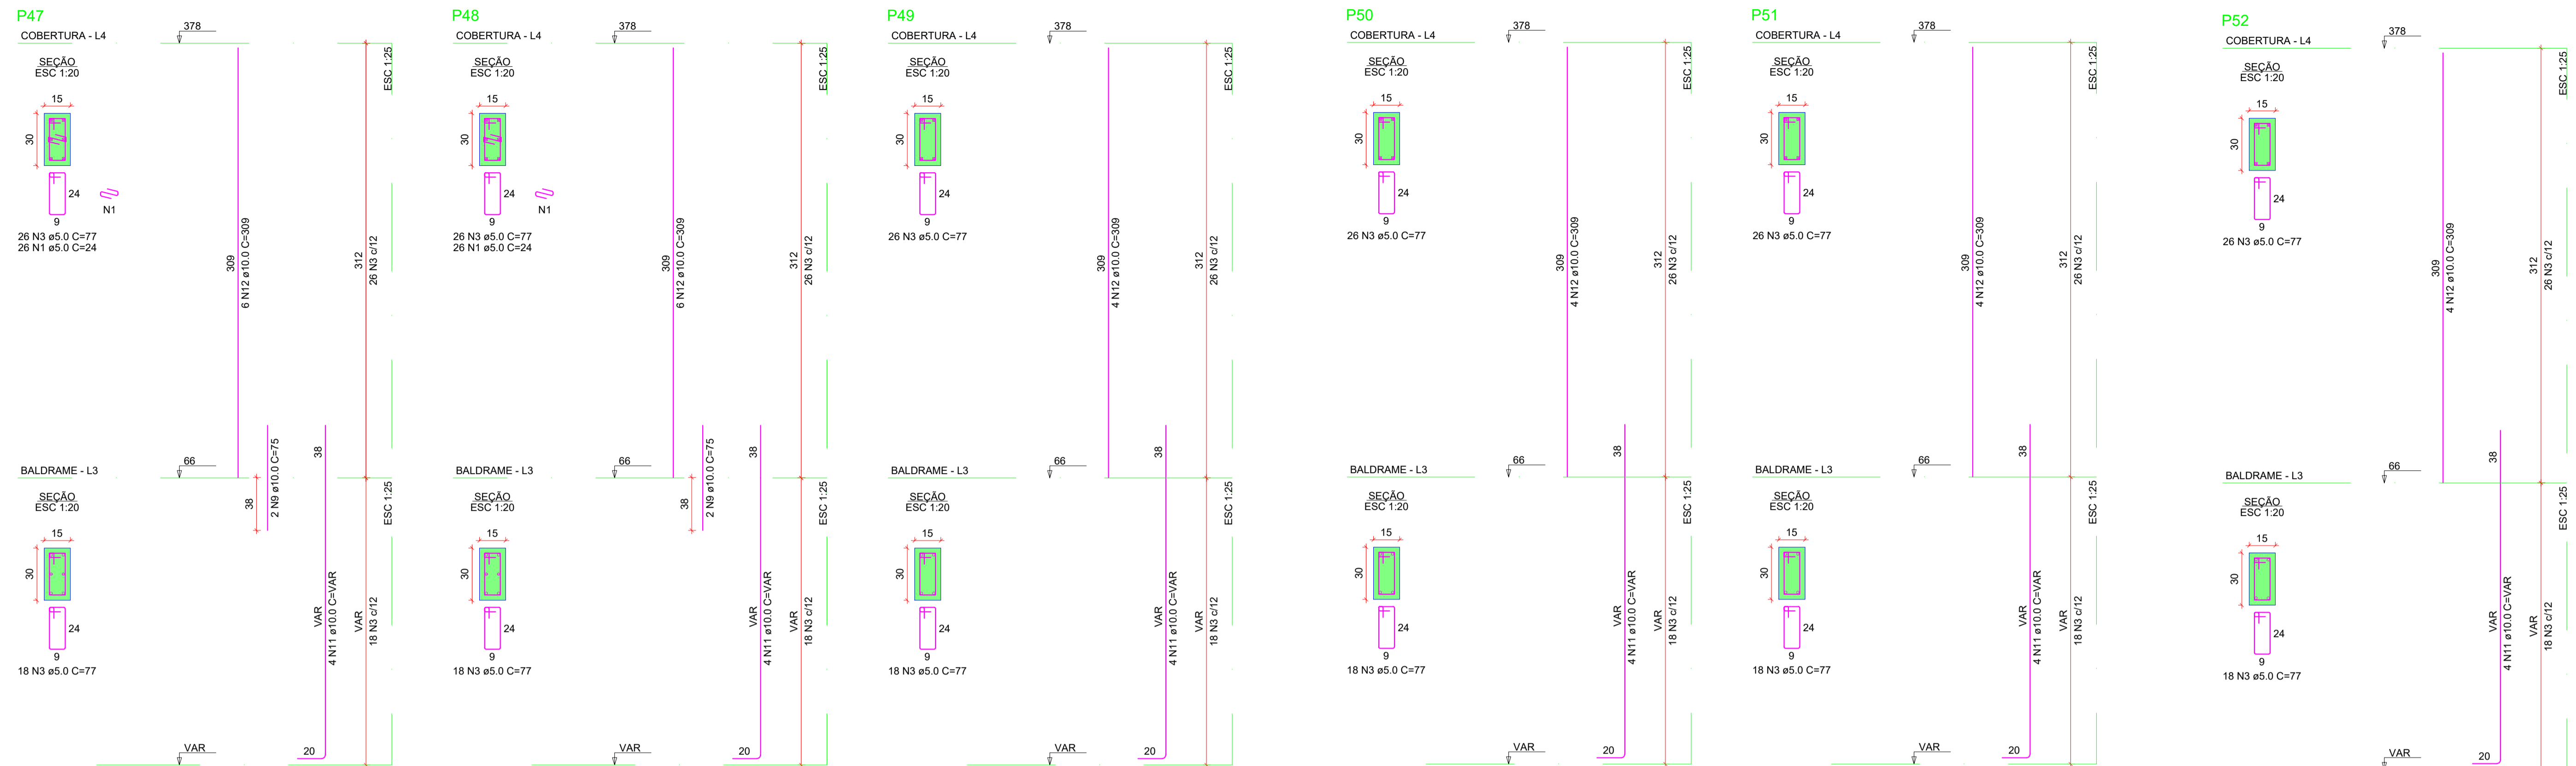 P47
COBERTURA - L4
378
SEÇÃO
ESC 1:20
15
30
24
9
N1
26 N3 ø5.0 C=77
26 N1 ø5.0 C=24
309
6 N12 ø10.0 C=309
312
26 N3 c/12
ESC 1:25
BALDRAME - L3
66
38
2 N9 ø10.0 C=75
38
SEÇÃO
ESC 1:20
15
30
24
9
18 N3 ø5.0 C=77
VAR
4 N11 ø10.0 C=VAR
VAR
18 N3 c/12
ESC 1:25
VAR
20
P48
COBERTURA - L4
378
SEÇÃO
ESC 1:20
15
30
24
9
N1
26 N3 ø5.0 C=77
26 N1 ø5.0 C=24
309
6 N12 ø10.0 C=309
312
26 N3 c/12
ESC 1:25
BALDRAME - L3
66
38
2 N9 ø10.0 C=75
38
SEÇÃO
ESC 1:20
15
30
24
9
18 N3 ø5.0 C=77
VAR
4 N11 ø10.0 C=VAR
VAR
18 N3 c/12
ESC 1:25
VAR
20
P49
COBERTURA - L4
378
SEÇÃO
ESC 1:20
15
30
24
9
26 N3 ø5.0 C=77
309
4 N12 ø10.0 C=309
312
26 N3 c/12
ESC 1:25
BALDRAME - L3
66
38
SEÇÃO
ESC 1:20
15
30
24
9
18 N3 ø5.0 C=77
VAR
4 N11 ø10.0 C=VAR
VAR
18 N3 c/12
ESC 1:25
VAR
20
P50
COBERTURA - L4
378
SEÇÃO
ESC 1:20
15
30
24
9
26 N3 ø5.0 C=77
309
4 N12 ø10.0 C=309
312
26 N3 c/12
ESC 1:25
BALDRAME - L3
66
38
SEÇÃO
ESC 1:20
15
30
24
9
18 N3 ø5.0 C=77
VAR
4 N11 ø10.0 C=VAR
VAR
18 N3 c/12
ESC 1:25
VAR
20
P51
COBERTURA - L4
378
SEÇÃO
ESC 1:20
15
30
24
9
26 N3 ø5.0 C=77
309
4 N12 ø10.0 C=309
312
26 N3 c/12
ESC 1:25
BALDRAME - L3
66
38
SEÇÃO
ESC 1:20
15
30
24
9
18 N3 ø5.0 C=77
VAR
4 N11 ø10.0 C=VAR
VAR
18 N3 c/12
ESC 1:25
VAR
20
P52
COBERTURA - L4
378
SEÇÃO
ESC 1:20
15
30
24
9
26 N3 ø5.0 C=77
309
4 N12 ø10.0 C=309
312
26 N3 c/12
ESC 1:25
BALDRAME - L3
66
38
SEÇÃO
ESC 1:20
15
30
24
9
18 N3 ø5.0 C=77
VAR
4 N11 ø10.0 C=VAR
VAR
18 N3 c/12
ESC 1:25
VAR
20